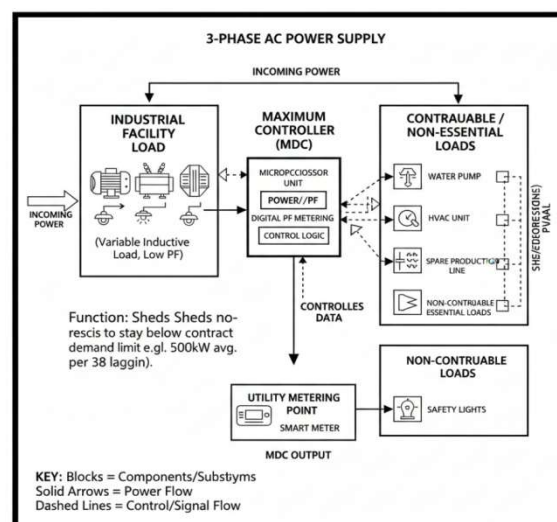 3-PHASE AC POWER SUPPLY
INCOMING POWER
INDUSTRIAL
FACILITY
LOAD
(Variable Inductive
Load, Low PF)
INCOMING
POWER
MAXIMUM
CONTROLLER
(MDC)
MICROPCCIOSSOR
UNIT
POWER//PF
DIGITAL PF METERING
CONTROL LOGIC
CONTRAUABLE /
NON-ESSENTIAL
LOADS
WATER PUMP
HVAC UNIT
SPARE PRODUCTION
LINE
NON-CONTRUABLE
ESSENTIAL LOADS
CONTROLLES
DATA
Function: Sheds Sheds no-
rescis to stay below contract
demand limit e.gl. 500kW avg.
per 38 laggin).
UTILITY METERING
POINT
SMART METER
MDC OUTPUT
NON-CONTRUABLE
LOADS
SAFETY LIGHTS
KEY: Blocks = Components/Substiyms
Solid Arrows = Power Flow
Dashed Lines = Control/Signal Flow